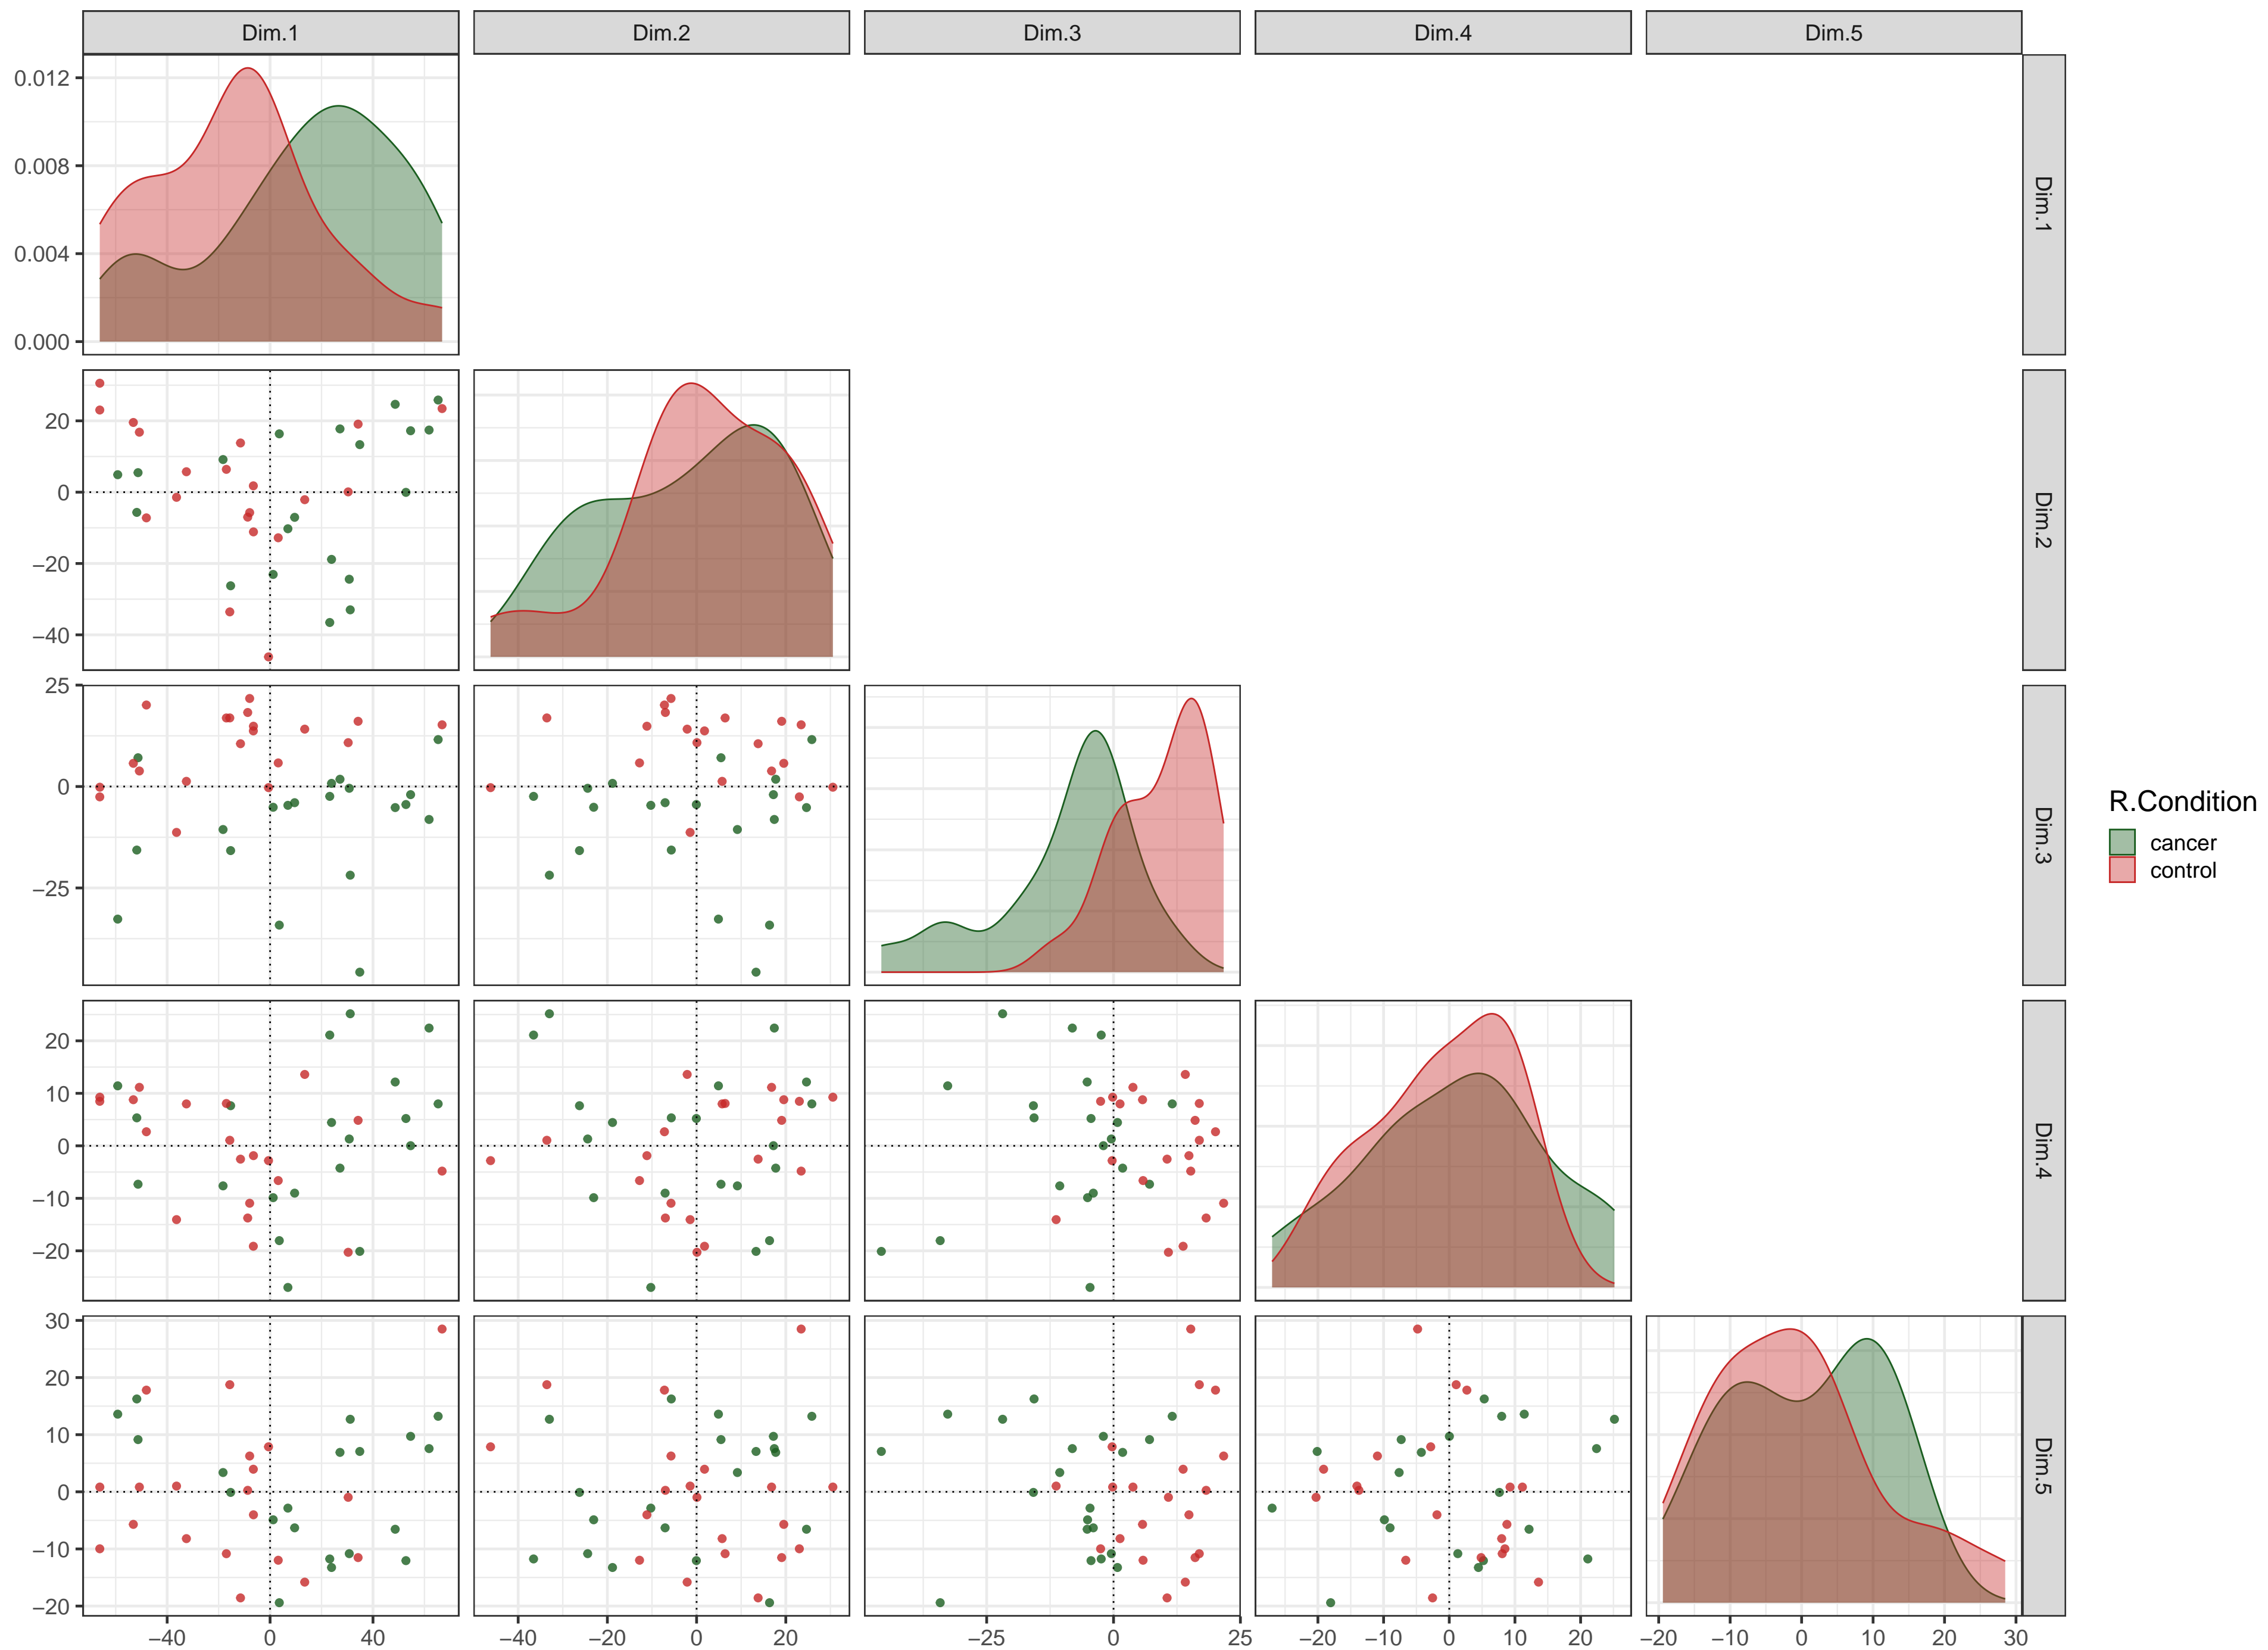 Dim.1
Dim.2
Dim.3
Dim.4
Dim.5
0.012
0.008
0.004
0.000
Dim.1
20
0
−20
−40
Dim.2
25
0
−25
Dim.3
R.Condition
cancer
control
20
10
0
−10
−20
Dim.4
30
20
10
0
−10
−20
Dim.5
−40 0 40
−40 −20 0 20
−25 0 25
−20 −10 0 10 20
−20 −10 0 10 20 30